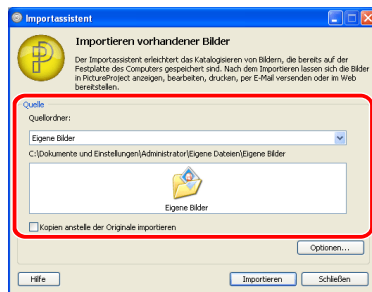 Importassistent
Importieren vorhandener Bilder
Der Importassistent erleichtert das Katalogisieren von Bildern, die bereits auf der
Festplatte des Computers gespeichert sind. Nach dem Importieren lassen sich die Bilder
in PictureProject anzeigen, bearbeiten, drucken, per E-Mail versenden oder im Web
bereitstellen.
Quelle
Quellordner:
Eigene Bilder
C:\Dokumente und Einstellungen\Administrator\Eigene Dateien\Eigene Bilder
Eigene Bilder
Kopien anstelle der Originale importieren
Optionen...
Hilfe
Importieren
Schließen